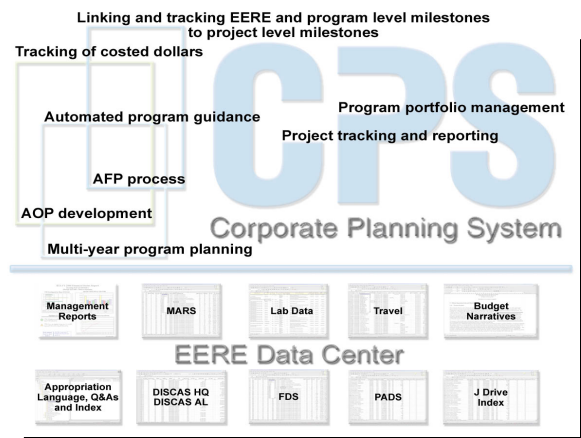 Linking and tracking EERE and program level milestones
to project level milestones
Tracking of costed dollars
CPS
Program portfolio management
Automated program guidance
Project tracking and reporting
AFP process
AOP development
Corporate Planning System
Multi-year program planning
Management
Reports
MARS
Lab Data
Travel
Budget
Narratives
EERE Data Center
Appropriation
Language, Q&As
and Index
DISCAS HQ
DISCAS AL
FDS
PADS
J Drive
Index